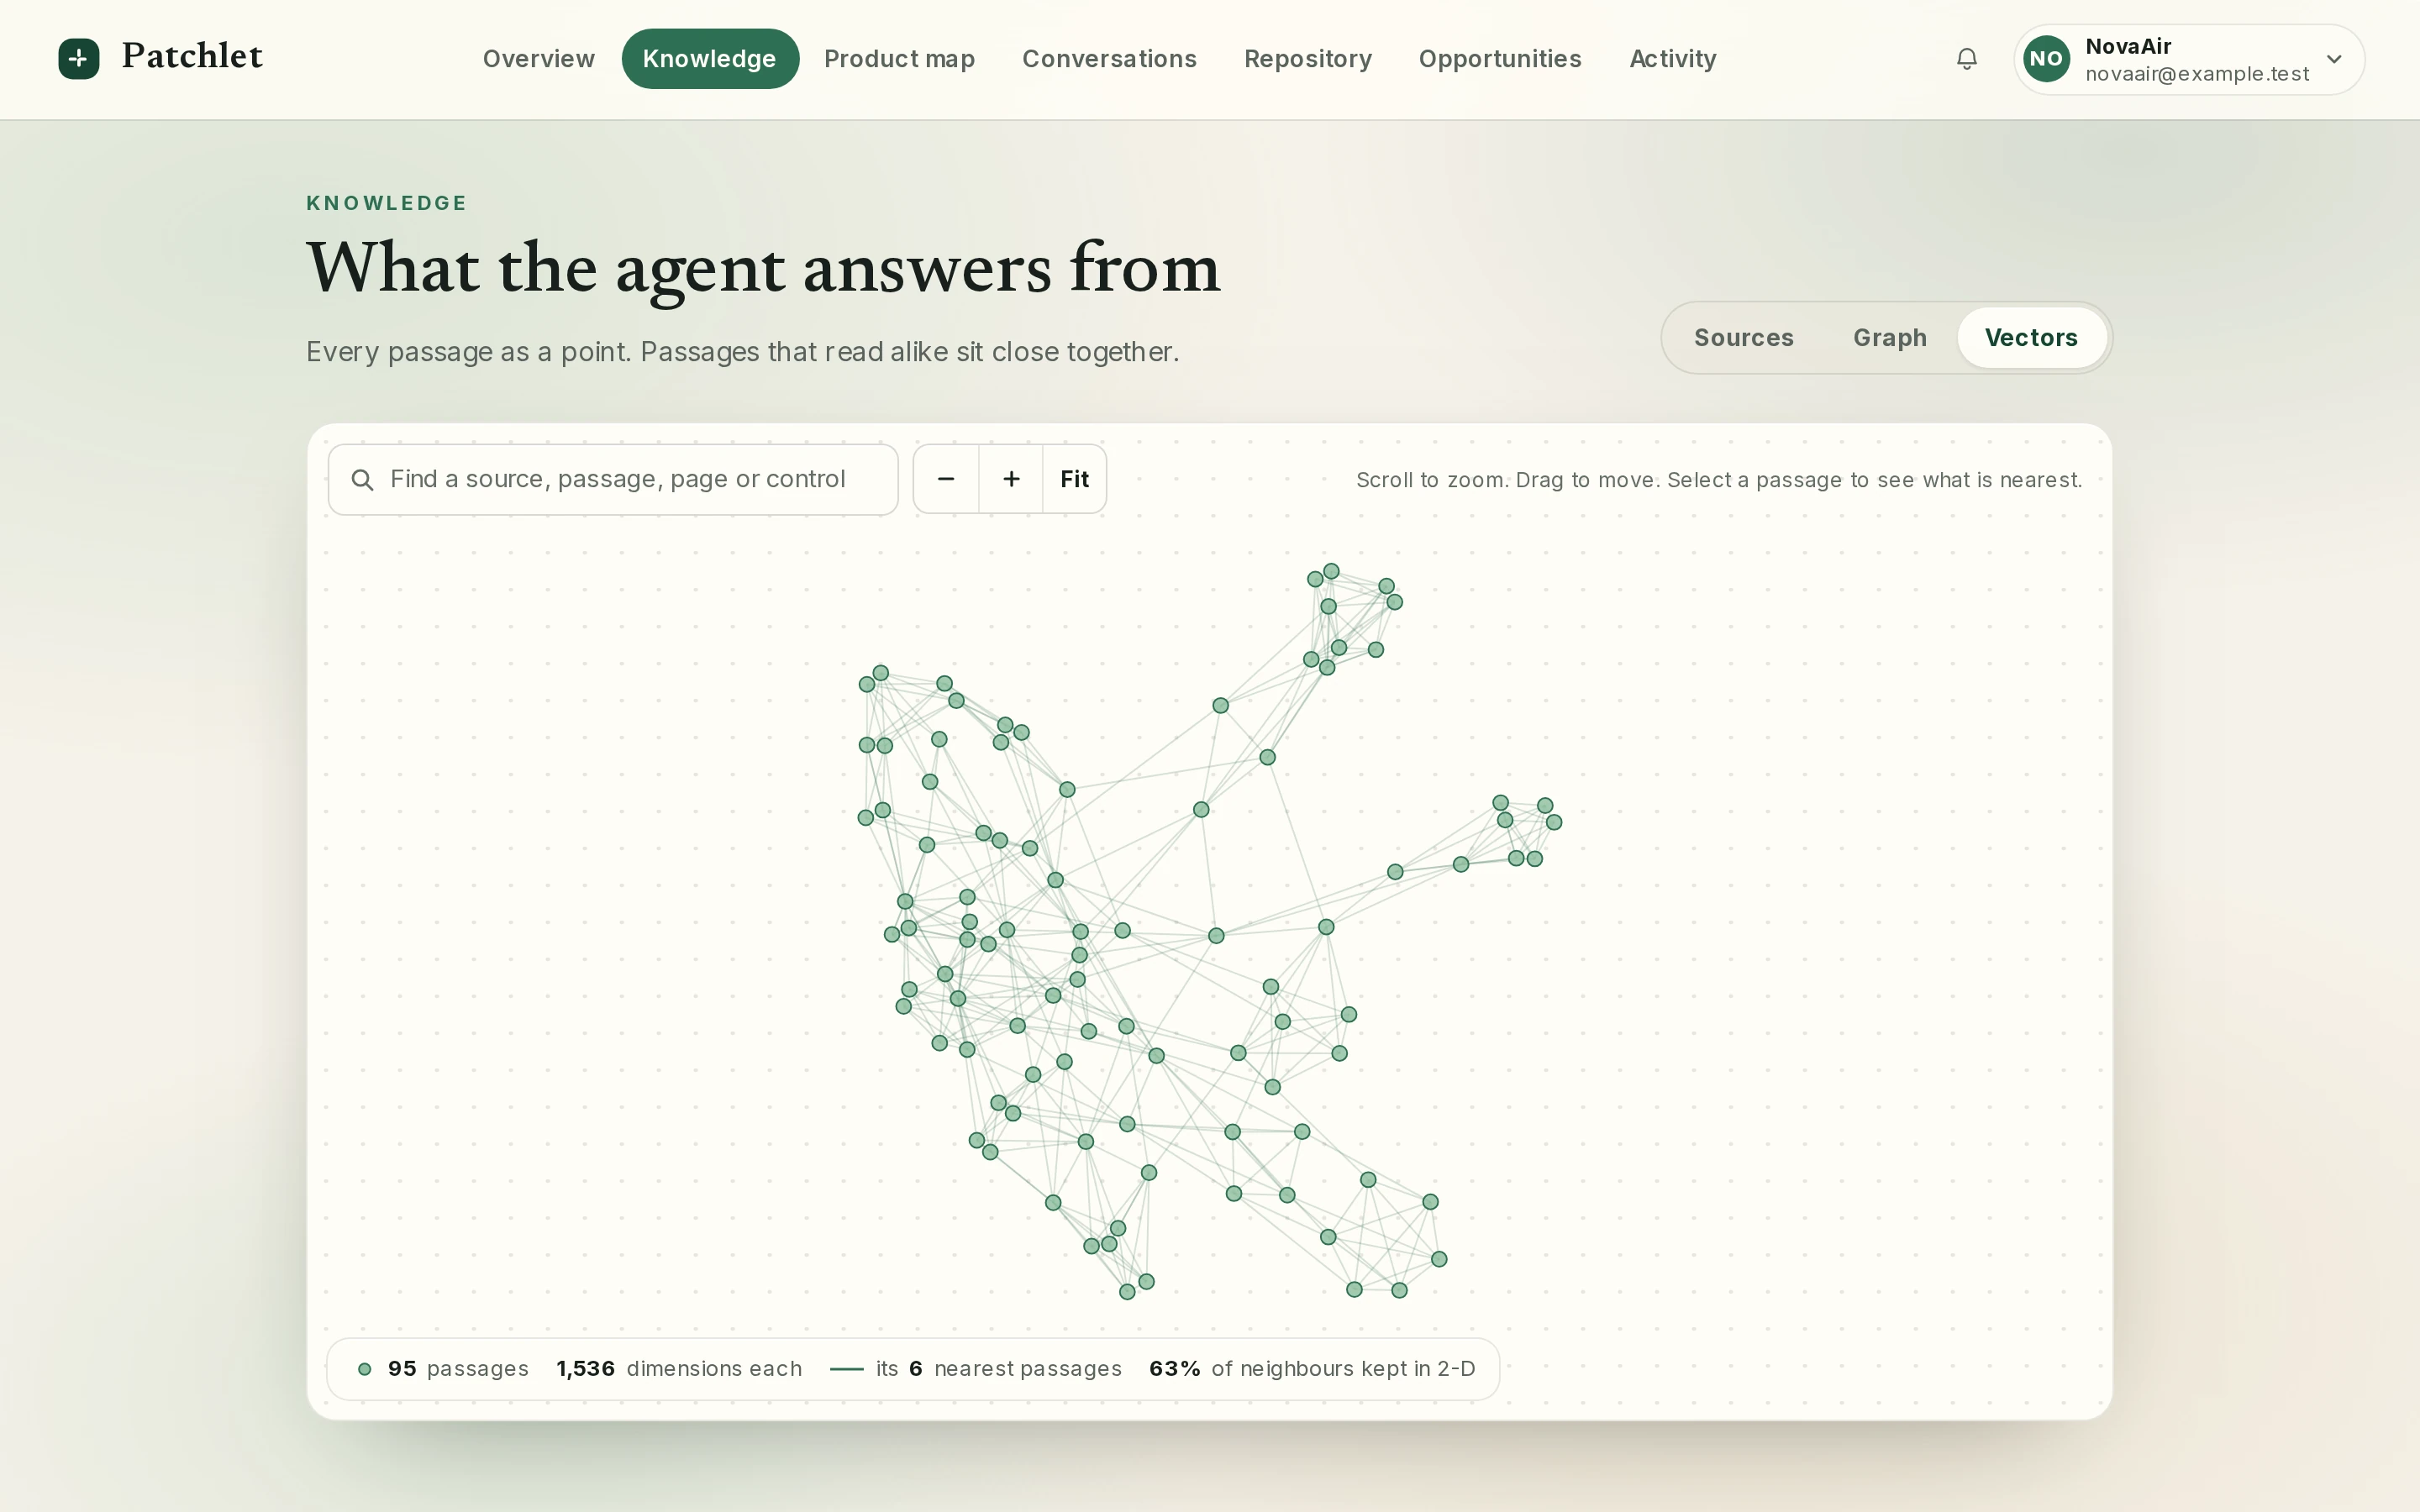 Patchlet
Overview
Knowledge
Product map
Conversations
Repository
Opportunities
Activity
NO
NovaAir
novaair@example.test
KNOWLEDGE
What the agent answers from
Every passage as a point. Passages that read alike sit close together.
Sources
Graph
Vectors
Find a source, passage, page or control
− + Fit
Scroll to zoom. Drag to move. Select a passage to see what is nearest.
95 passages 1,536 dimensions each its 6 nearest passages 63% of neighbours kept in 2-D